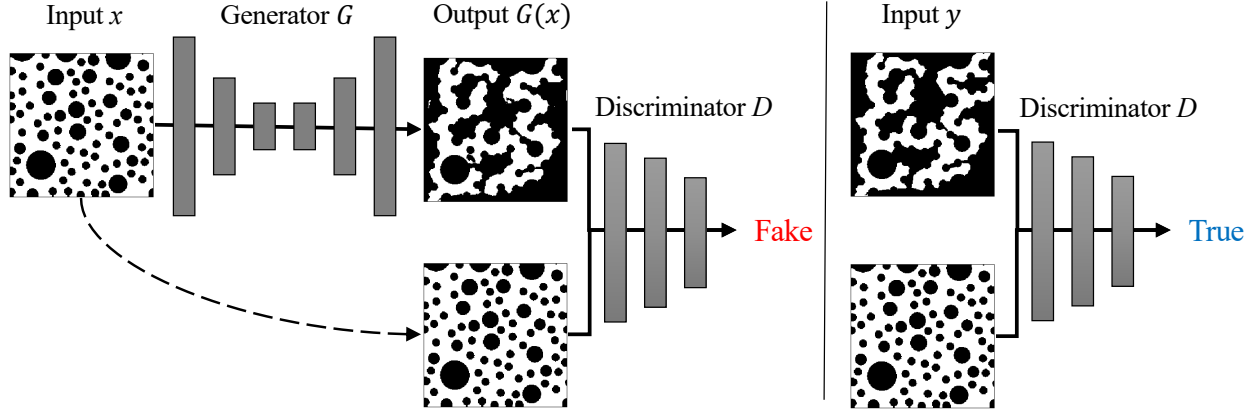 Input x
Generator G
Output G(x)
Input y
Discriminator D
Discriminator D
Fake
True